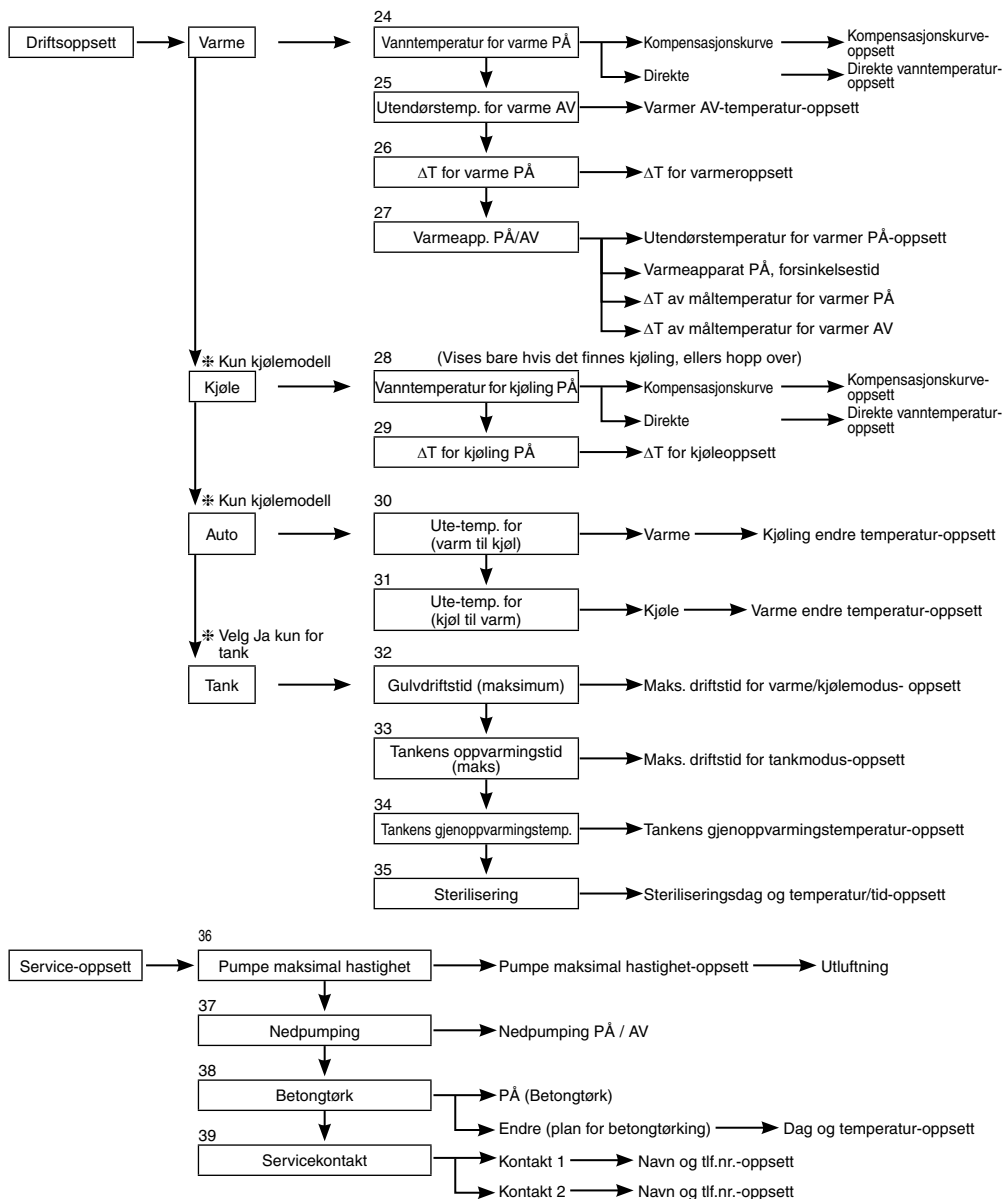 24
Driftsoppsett
Varme
Vanntemperatur for varme PÅ
Kompensasjonskurve
Kompensasjonskurve-
oppsett
Direkte
Direkte vanntemperatur-
oppsett
25
Utendørstemp. for varme AV
Varmer AV-temperatur-oppsett
26
ΔT for varme PÅ
ΔT for varmeroppsett
27
Varmeapp. PÅ/AV
Utendørstemperatur for varmer PÅ-oppsett
Varmeapparat PÅ, forsinkelsestid
ΔT av måltemperatur for varmer PÅ
ΔT av måltemperatur for varmer AV
❈ Kun kjølemodell
28
(Vises bare hvis det finnes kjøling, ellers hopp over)
Kjøle
Vanntemperatur for kjøling PÅ
Kompensasjonskurve
Kompensasjonskurve-
oppsett
Direkte
Direkte vanntemperatur-
oppsett
29
ΔT for kjøling PÅ
ΔT for kjøleoppsett
❈ Kun kjølemodell
30
Auto
Ute-temp. for
(varm til kjøl)
Varme
Kjøling endre temperatur-oppsett
31
Ute-temp. for
(kjøl til varm)
Kjøle
Varme endre temperatur-oppsett
❈ Velg Ja kun for
tank
32
Tank
Gulvdriftstid (maksimum)
Maks. driftstid for varme/kjølemodus- oppsett
33
Tankens oppvarmingstid
(maks)
Maks. driftstid for tankmodus-oppsett
34
Tankens gjenoppvarmingstemp.
Tankens gjenoppvarmingstemperatur-oppsett
35
Sterilisering
Steriliseringsdag og temperatur/tid-oppsett
36
Service-oppsett
Pumpe maksimal hastighet
Pumpe maksimal hastighet-oppsett
Utluftning
37
Nedpumping
Nedpumping PÅ / AV
38
Betongtørk
PÅ (Betongtørk)
Endre (plan for betongtørking)
Dag og temperatur-oppsett
39
Servicekontakt
Kontakt 1
Navn og tlf.nr.-oppsett
Kontakt 2
Navn og tlf.nr.-oppsett